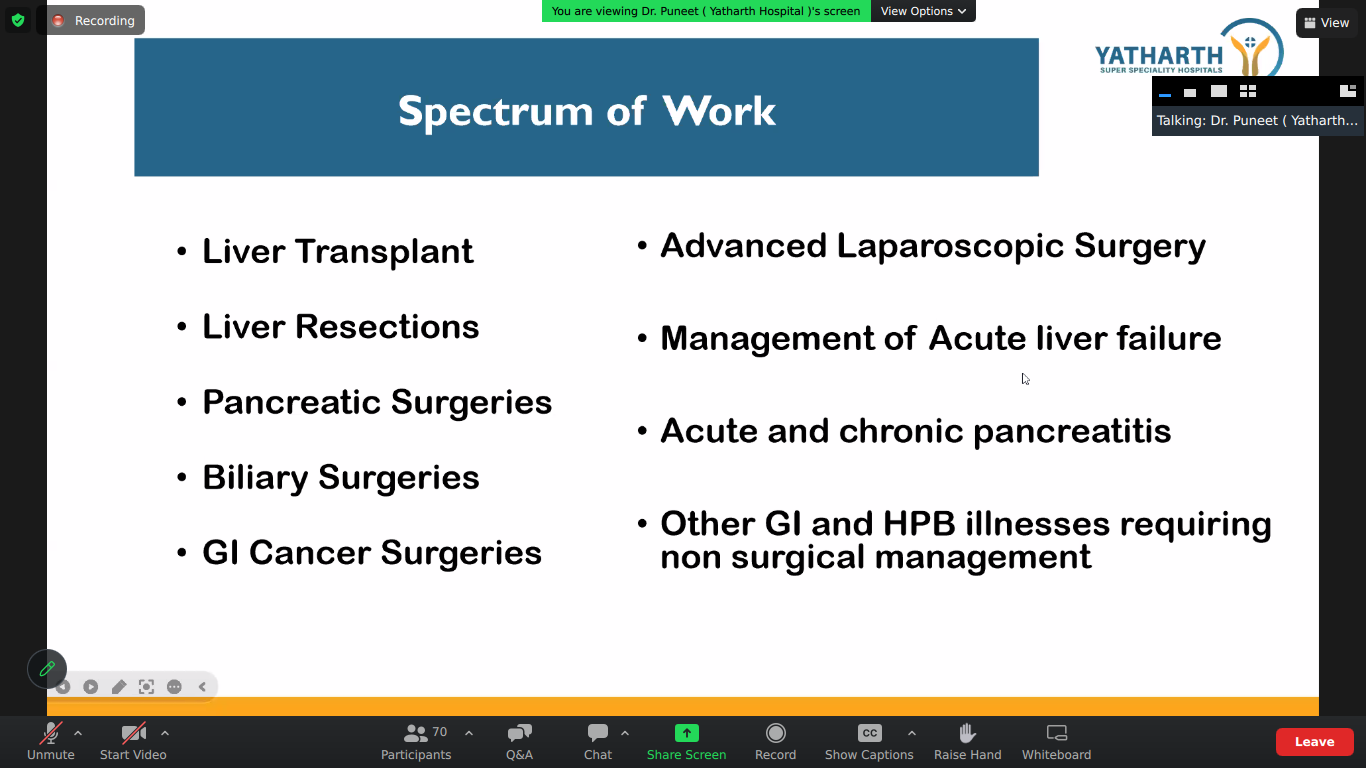 Recording
You are viewing Dr. Puneet ( Yatharth Hospital )'s screen
View Options
View
YATHARTH
SUPER SPECIALITY HOSPITALS
Talking: Dr. Puneet ( Yatharth...
Spectrum of Work
• Liver Transplant
• Liver Resections
• Pancreatic Surgeries
• Biliary Surgeries
• GI Cancer Surgeries
• Advanced Laparoscopic Surgery
• Management of Acute liver failure
• Acute and chronic pancreatitis
• Other GI and HPB illnesses requiring
non surgical management
Unmute
Start Video
70
Participants
Q&A
Chat
Share Screen
Record
CC
Show Captions
Raise Hand
Whiteboard
Leave